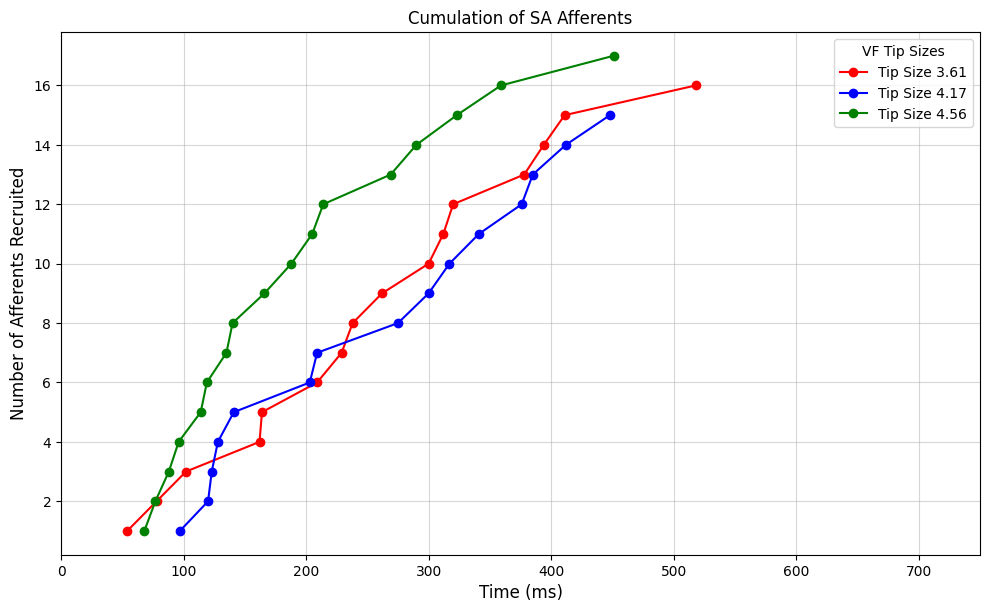 Cumulation of SA Afferents
VF Tip Sizes
Tip Size 3.61
Tip Size 4.17
Tip Size 4.56
Number of Afferents Recruited
16
14
12
10
8
6
4
2
0 100 200 300 400 500 600 700
Time (ms)